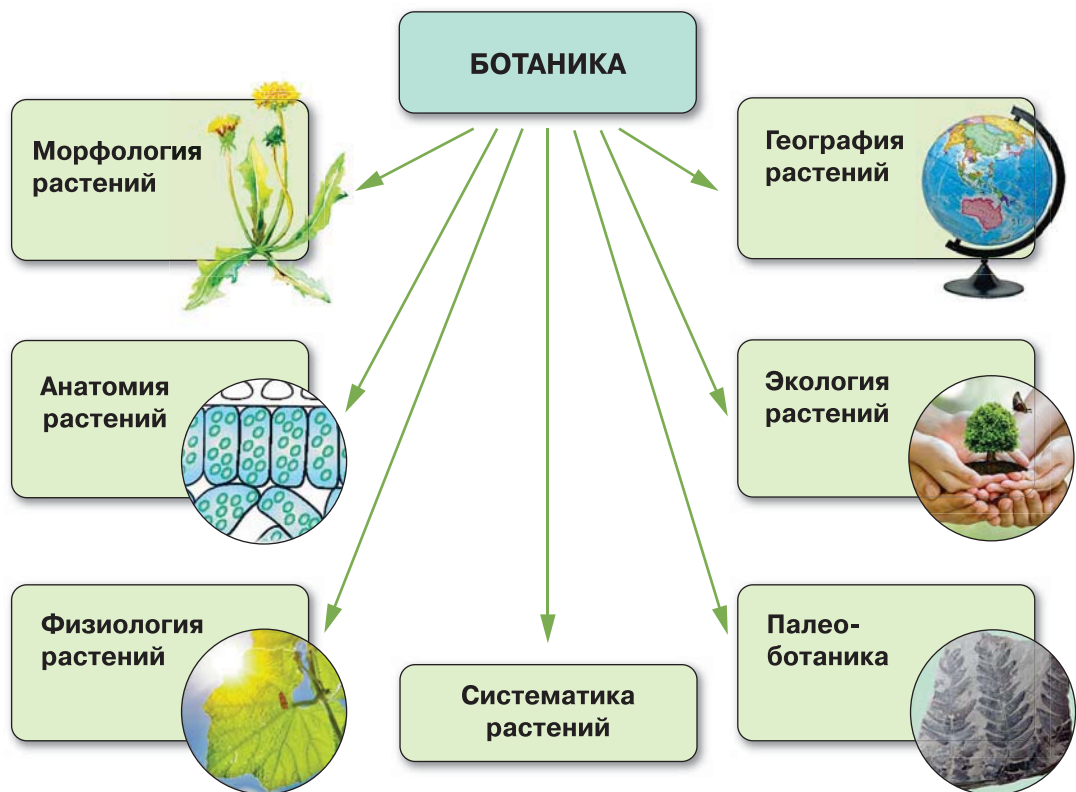 БОТАНИКА
Морфология
растений
География
растений
Анатомия
растений
Экология
растений
Физиология
растений
Систематика
растений
Палео-
ботаника